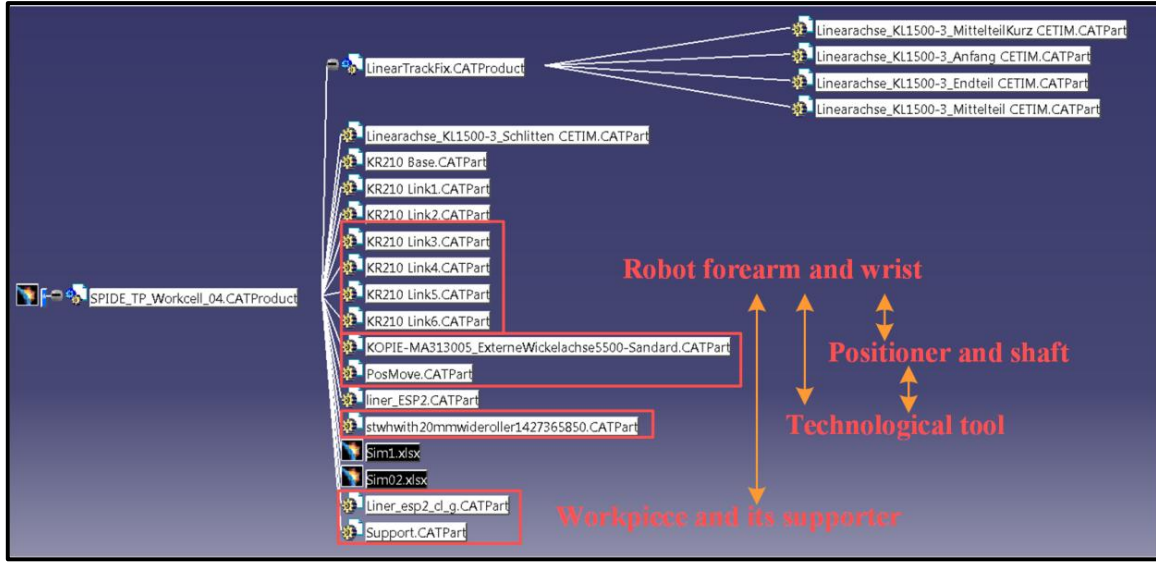 Linearachse_KL1500-3_MittelteilKurz CETIM.CATPart
LinearTrackFix.CATProduct
Linearachse_KL1500-3_Anfang CETIM.CATPart
Linearachse_KL1500-3_Endteil CETIM.CATPart
Linearachse_KL1500-3_Mittelteil CETIM.CATPart
Linearachse_KL1500-3_Schlitten CETIM.CATPart
KR210 Base.CATPart
KR210 Link1.CATPart
KR210 Link2.CATPart
KR210 Link3.CATPart
KR210 Link4.CATPart
Robot forearm and wrist
KR210 Link5.CATPart
SPIDE_TP_Workcell_04.CATProduct
KR210 Link6.CATPart
KOPIE-MA313005_ExterneWickelachse5500-Sandard.CATPart
Positioner and shaft
PosMove.CATPart
liner_ESP2.CATPart
stwhwith20mmwideroller1427365850.CATPart
Technological tool
Sim1.xlsx
Sim02.xlsx
Liner_esp2_cl_g.CATPart
Workpiece and its supporter
Support.CATPart